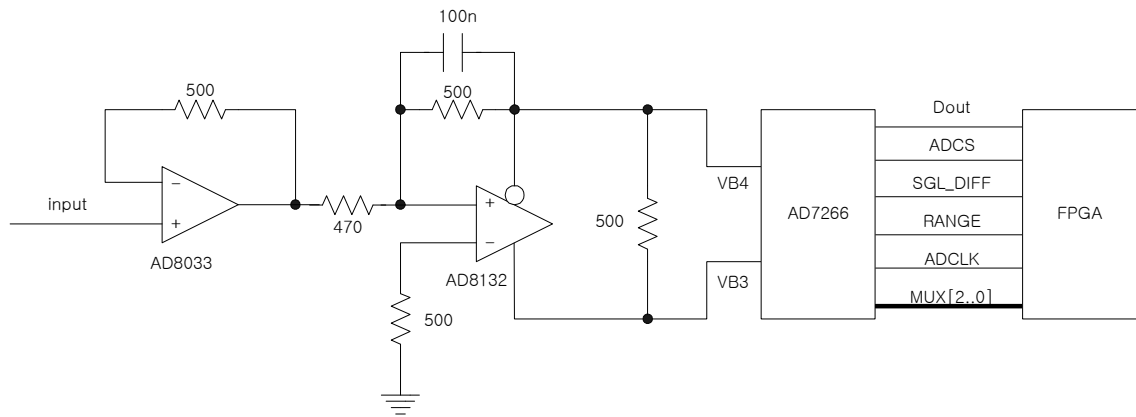 100n
500
500
input
-
+
AD8033
470
+
-
AD8132
500
500
VB4
VB3
AD7266
Dout
ADCS
SGL_DIFF
RANGE
ADCLK
MUX[2..0]
FPGA